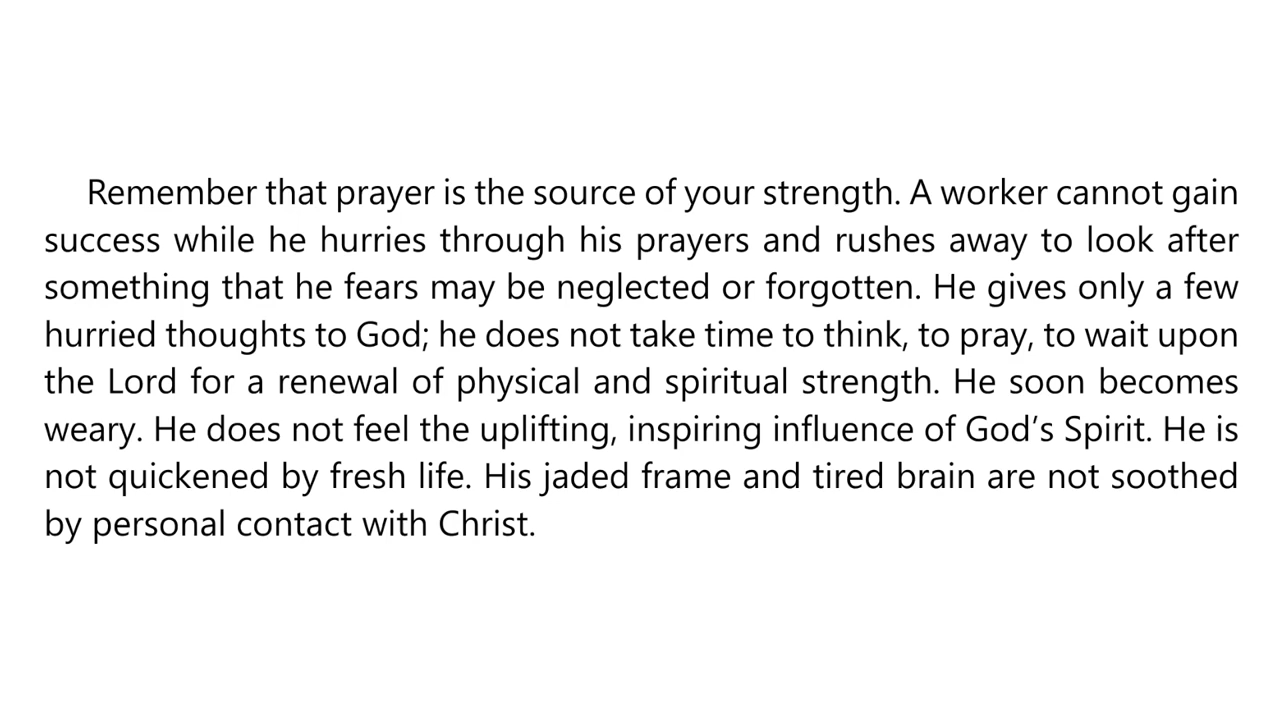 Remember that prayer is the source of your strength. A worker cannot gain
success while he hurries through his prayers and rushes away to look after
something that he fears may be neglected or forgotten. He gives only a few
hurried thoughts to God; he does not take time to think, to pray, to wait upon
the Lord for a renewal of physical and spiritual strength. He soon becomes
weary. He does not feel the uplifting, inspiring influence of God’s Spirit. He is
not quickened by fresh life. His jaded frame and tired brain are not soothed
by personal contact with Christ.